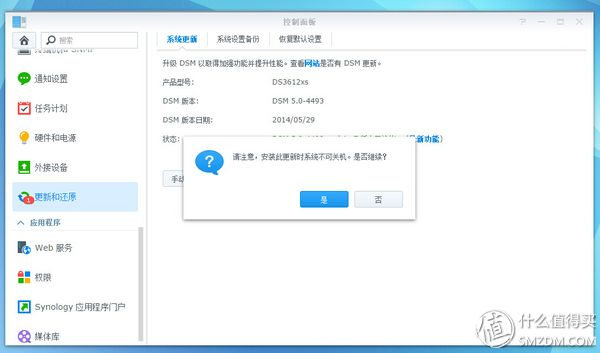 控制面板
搜索
系统更新
系统设置备份
恢复默认设置
升级 DSM 以取得加强功能并提升性能。查看网站是否有 DSM 更新。
通知设置
产品型号:
DS3612xs
任务计划
DSM 版本:
DSM 5.0-4493
硬件和电源
DSM 版本日期:
2014/05/29
状态:
新功能)
外接设备
请注意，安装此更新时系统不可关机。是否继续?
更新和还原
1
手动
是
否
应用程序
Web 服务
权限
Synology 应用程序门户
媒体库
值 什么值得买
SMZDM.COM